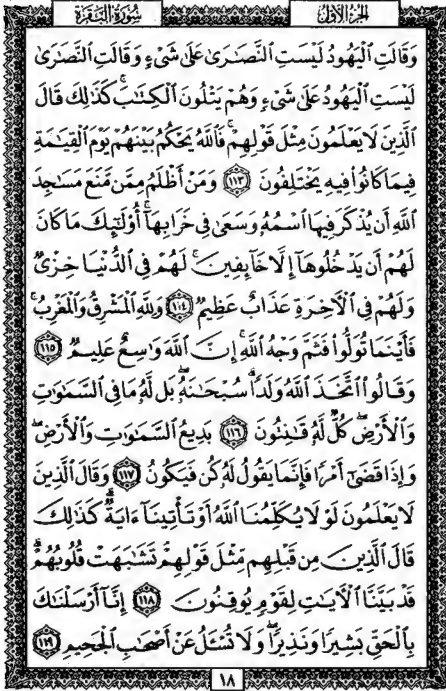 الجزء الأول
سُورَةُ البَقَرَةِ
وَقَالَتِ ٱلْيَهُودُ لَيْسَتِ ٱلنَّصَٰرَىٰ عَلَىٰ شَىْءٍ وَقَالَتِ ٱلنَّصَٰرَىٰ
لَيْسَتِ ٱلْيَهُودُ عَلَىٰ شَىْءٍ وَهُمْ يَتْلُونَ ٱلْكِتَٰبَ ۗ كَذَٰلِكَ قَالَ
ٱلَّذِينَ لَا يَعْلَمُونَ مِثْلَ قَوْلِهِمْ ۚ فَٱللَّهُ يَحْكُمُ بَيْنَهُمْ يَوْمَ ٱلْقِيَٰمَةِ
فِيمَا كَانُوا۟ فِيهِ يَخْتَلِفُونَ ١١٣ وَمَنْ أَظْلَمُ مِمَّن مَّنَعَ مَسَٰجِدَ
ٱللَّهِ أَن يُذْكَرَ فِيهَا ٱسْمُهُۥ وَسَعَىٰ فِى خَرَابِهَآ ۚ أُو۟لَٰٓئِكَ مَا كَانَ
لَهُمْ أَن يَدْخُلُوهَآ إِلَّا خَآئِفِينَ ۚ لَهُمْ فِى ٱلدُّنْيَا خِزْىٌ
وَلَهُمْ فِى ٱلْءَاخِرَةِ عَذَابٌ عَظِيمٌ ١١٤ وَلِلَّهِ ٱلْمَشْرِقُ وَٱلْمَغْرِبُ ۚ
فَأَيْنَمَا تُوَلُّوا۟ فَثَمَّ وَجْهُ ٱللَّهِ ۚ إِنَّ ٱللَّهَ وَٰسِعٌ عَلِيمٌ ١١٥
وَقَالُوا۟ ٱتَّخَذَ ٱللَّهُ وَلَدًا ۗ سُبْحَٰنَهُۥ ۖ بَل لَّهُۥ مَا فِى ٱلسَّمَٰوَٰتِ
وَٱلْأَرْضِ ۖ كُلٌّ لَّهُۥ قَٰنِتُونَ ١١٦ بَدِيعُ ٱلسَّمَٰوَٰتِ وَٱلْأَرْضِ ۖ
وَإِذَا قَضَىٰٓ أَمْرًا فَإِنَّمَا يَقُولُ لَهُۥ كُن فَيَكُونُ ١١٧ وَقَالَ ٱلَّذِينَ
لَا يَعْلَمُونَ لَوْلَا يُكَلِّمُنَا ٱللَّهُ أَوْ تَأْتِينَآ ءَايَةٌ ۗ كَذَٰلِكَ
قَالَ ٱلَّذِينَ مِن قَبْلِهِم مِّثْلَ قَوْلِهِمْ ۘ تَشَٰبَهَتْ قُلُوبُهُمْ ۗ
قَدْ بَيَّنَّا ٱلْءَايَٰتِ لِقَوْمٍ يُوقِنُونَ ١١٨ إِنَّآ أَرْسَلْنَٰكَ
بِٱلْحَقِّ بَشِيرًا وَنَذِيرًا ۖ وَلَا تُسْـَٔلُ عَنْ أَصْحَٰبِ ٱلْجَحِيمِ ١١٩
١٨